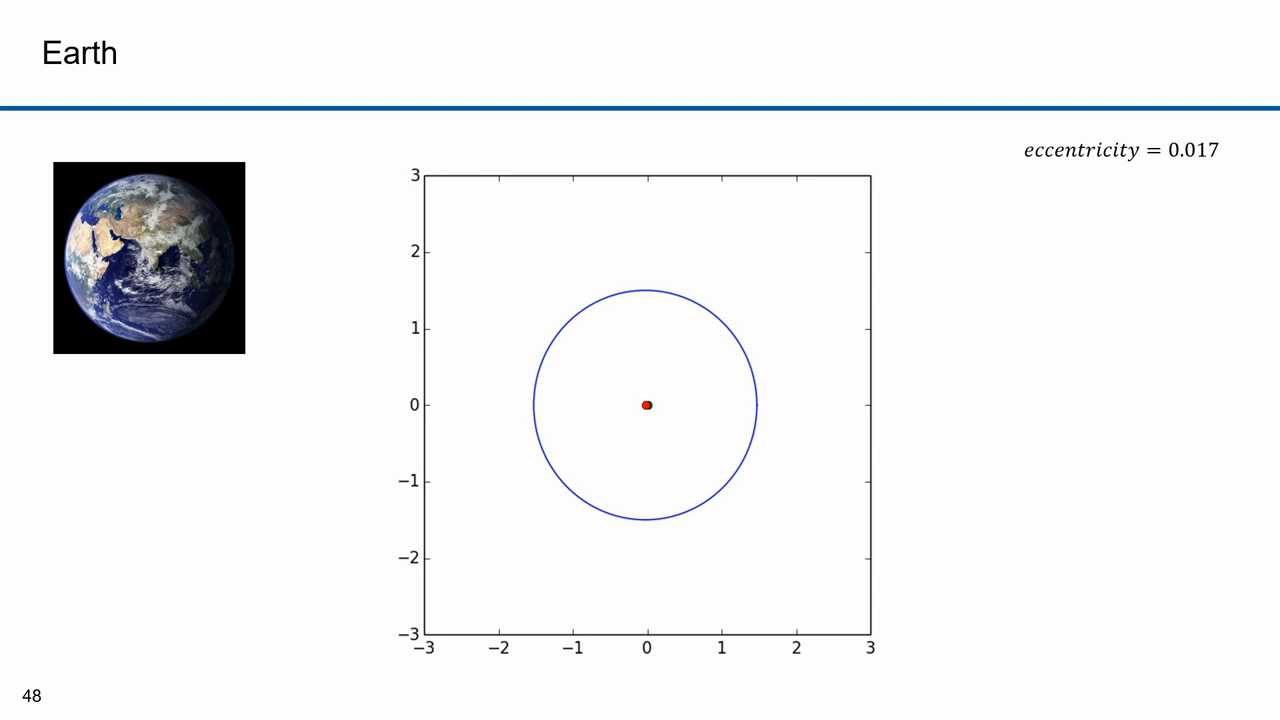 Earth
𝑒𝑐𝑐𝑒𝑛𝑡𝑟𝑖𝑐𝑖𝑡𝑦 = 0.017
3
2
1
0
−1
−2
−3
−3 −2 −1 0 1 2 3
48